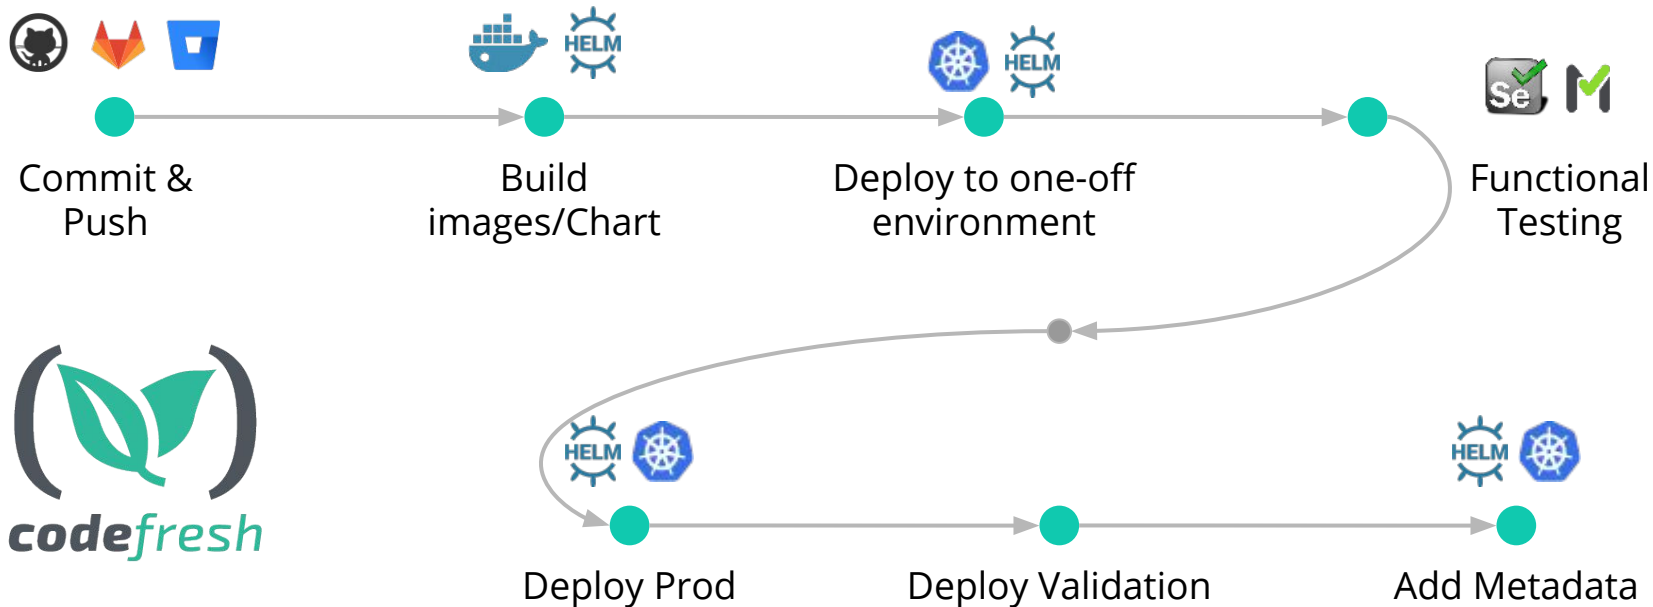 HELM
HELM
Se
Commit &
Push
Build
images/Chart
Deploy to one-off
environment
Functional
Testing
HELM
HELM
codefresh
Deploy Prod
Deploy Validation
Add Metadata